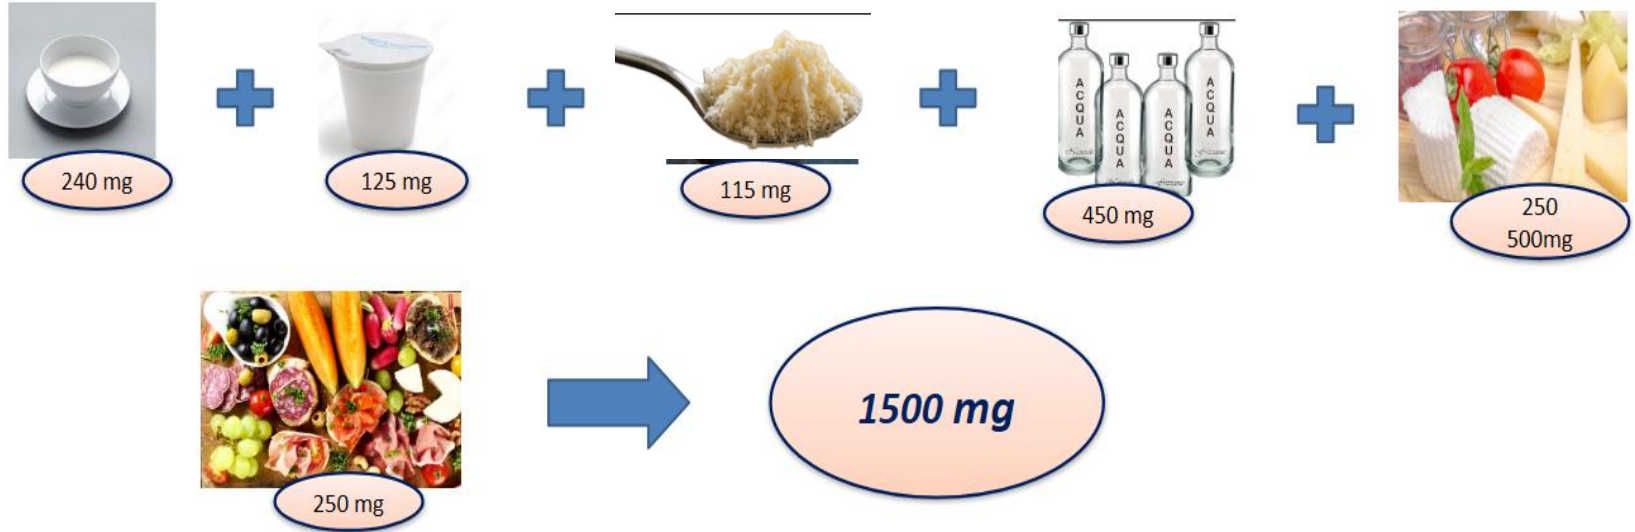 240 mg
125 mg
115 mg
ACQUA
ACQUA
ACQUA
ACQUA
450 mg
250
500mg
250 mg
1500 mg